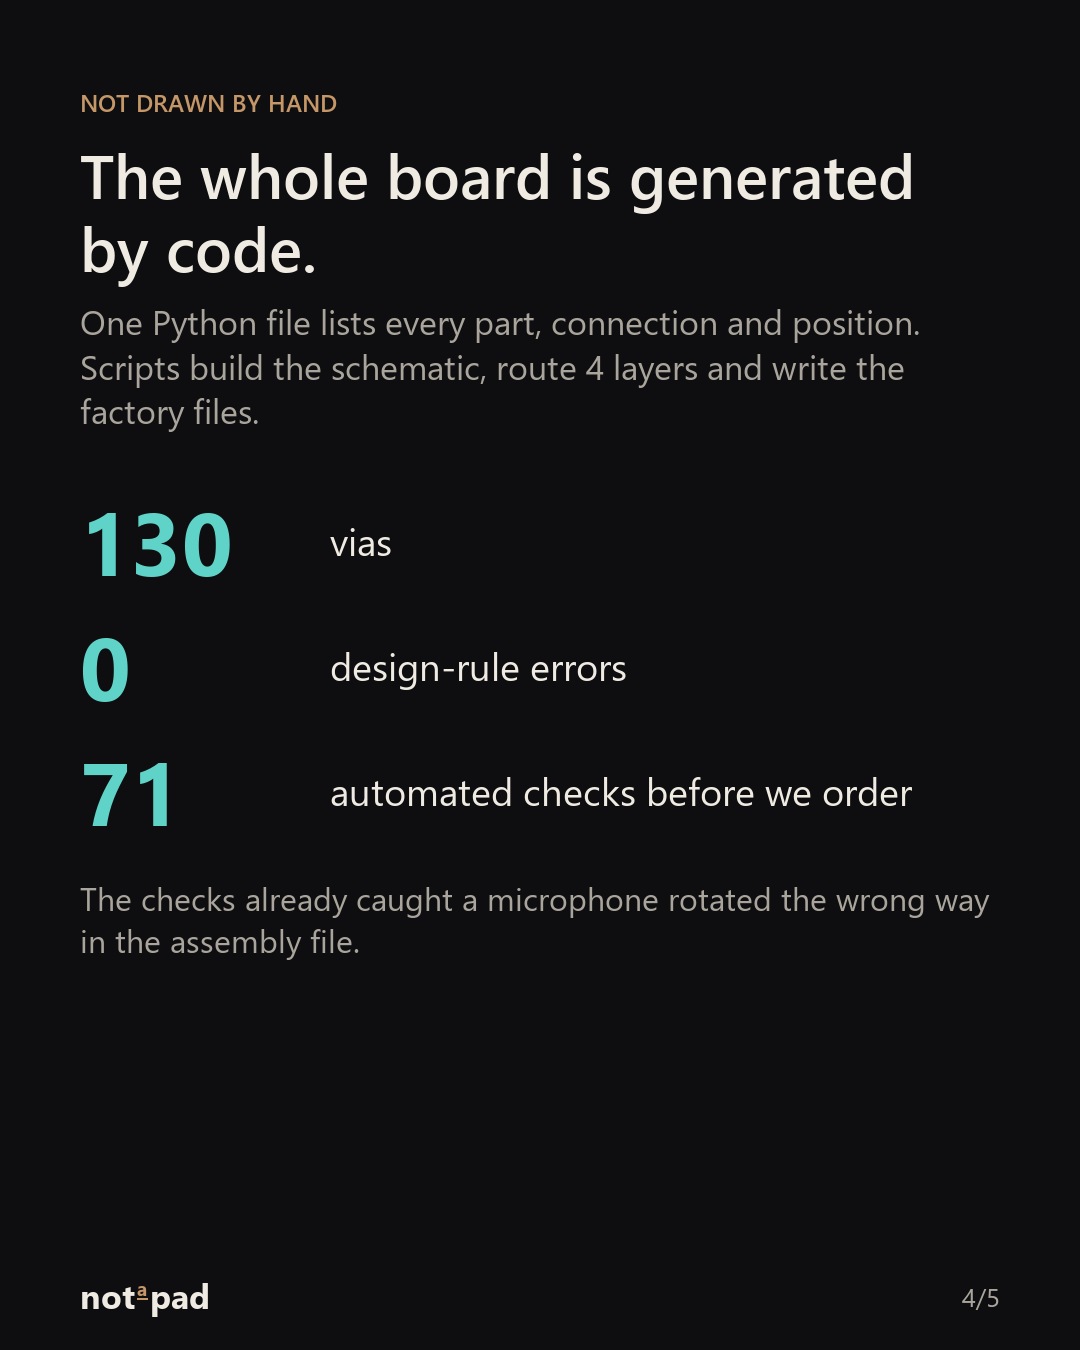 NOT DRAWN BY HAND
The whole board is generated
by code.
One Python file lists every part, connection and position.
Scripts build the schematic, route 4 layers and write the
factory files.
130 vias
0 design-rule errors
71 automated checks before we order
The checks already caught a microphone rotated the wrong way
in the assembly file.
notapad 4/5